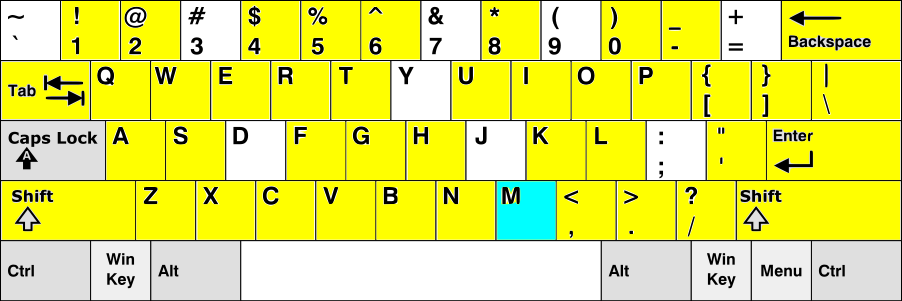 ~ ! @ # $ % ^ & * ( ) _ +
` 1 2 3 4 5 6 7 8 9 0 - = Backspace
Tab Q W E R T Y U I O P { } |
[ ] \
Caps Lock A S D F G H J K L : " Enter
A ; '
Shift Z X C V B N M < > ? Shift
, . /
Ctrl Win Key Alt Alt Win Key Menu Ctrl